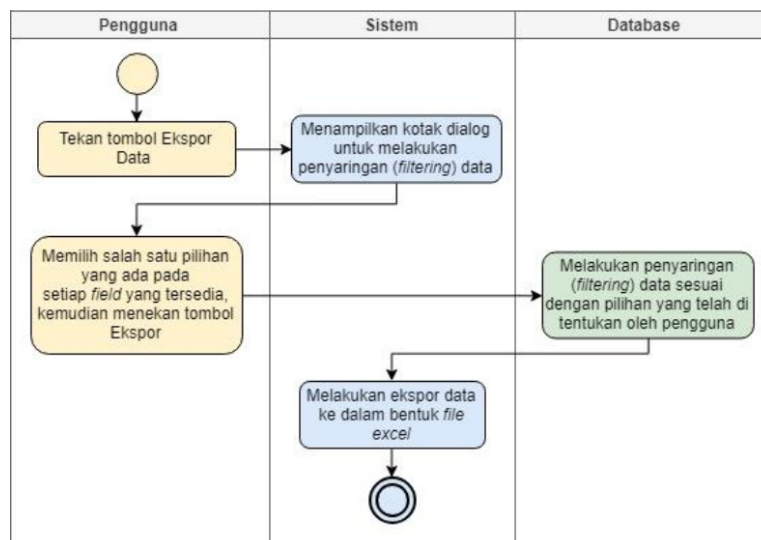 Pengguna
Sistem
Database
Tekan tombol Ekspor
Data
Menampilkan kotak dialog
untuk melakukan
penyaringan (filtering) data
Memilih salah satu pilihan
yang ada pada
setiap field yang tersedia,
kemudian menekan tombol
Ekspor
Melakukan penyaringan
(filtering) data sesuai
dengan pilihan yang telah di
tentukan oleh pengguna
Melakukan ekspor data
ke dalam bentuk file
excel